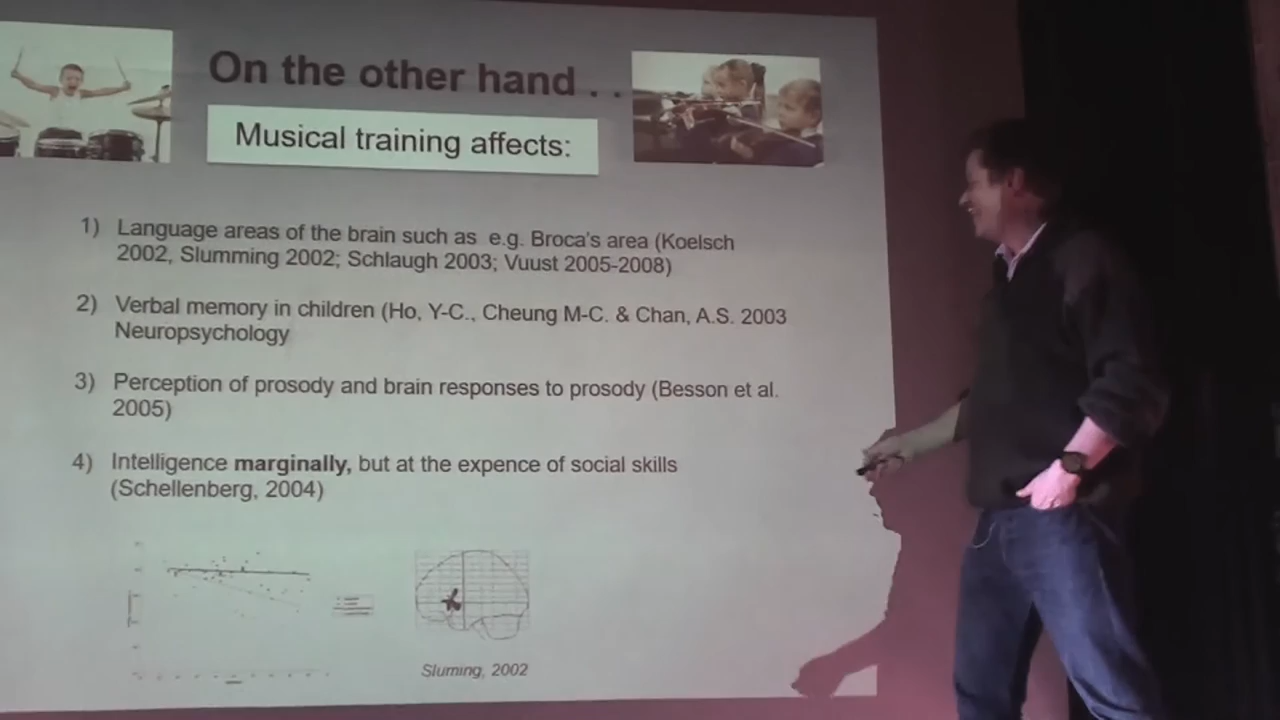 On the other hand . .
Musical training affects:
1) Language areas of the brain such as e.g. Broca's area (Koelsch
2002, Slumming 2002; Schlaugh 2003; Vuust 2005-2008)
2) Verbal memory in children (Ho, Y-C., Cheung M-C. & Chan, A.S. 2003
Neuropsychology
3) Perception of prosody and brain responses to prosody (Besson et al.
2005)
4) Intelligence marginally, but at the expence of social skills
(Schellenberg, 2004)
Sluming, 2002